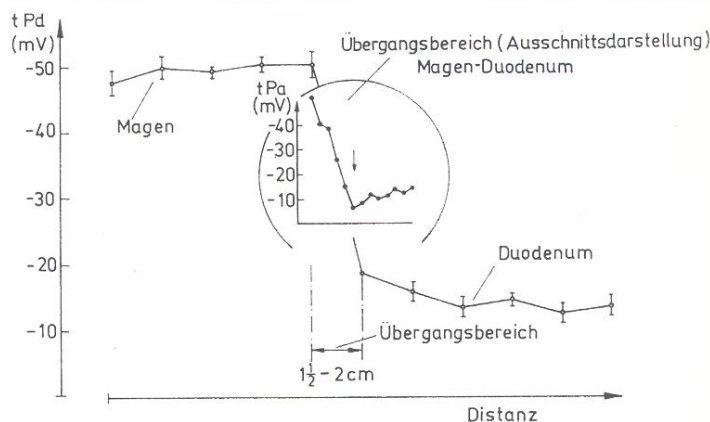 t Pd
(mV)
-50
-40
-30
-20
-10
Magen
Übergangsbereich (Ausschnittsdarstellung)
Magen-Duodenum
tPa
(mV)
-40
-30
-20
-10
Duodenum
Übergangsbereich
1½-2cm
Distanz